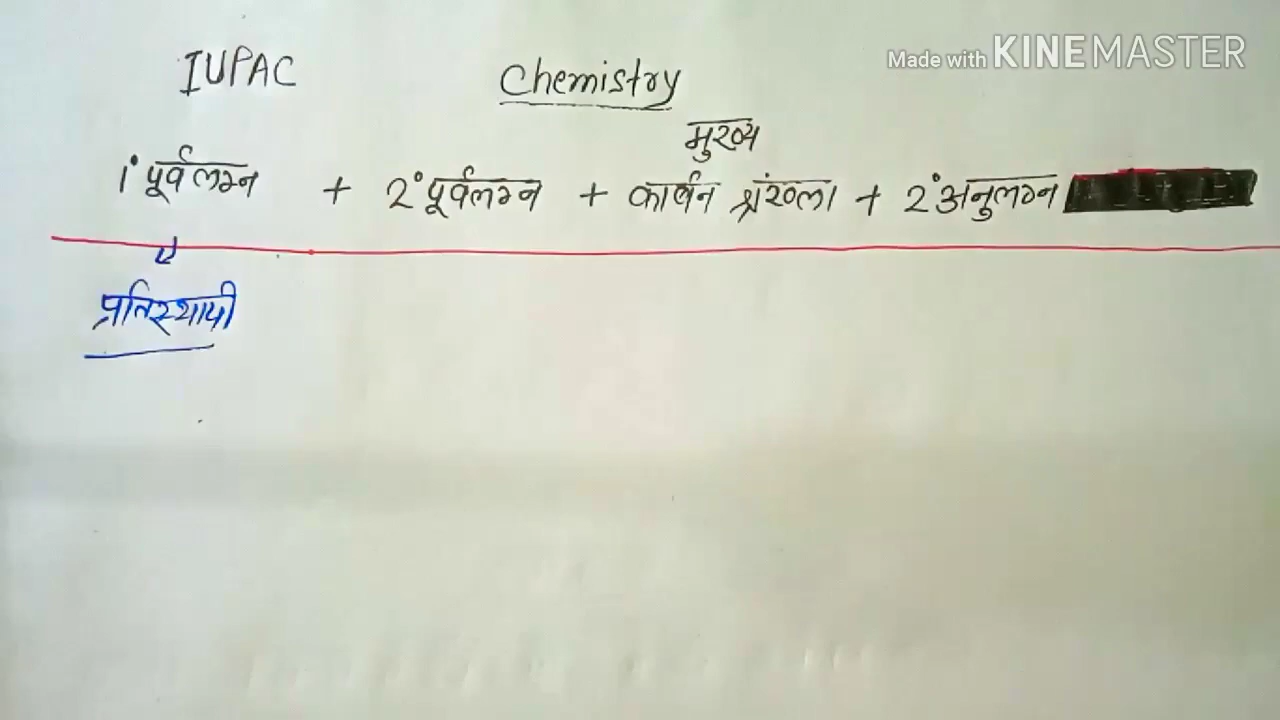 IUPAC Chemistry
Made with KINEMASTER
मुख्य
1° पूर्वलग्न + 2° पूर्वलग्न + कार्बन श्रंखला + 2° अनुलग्न
प्रतिस्थापी